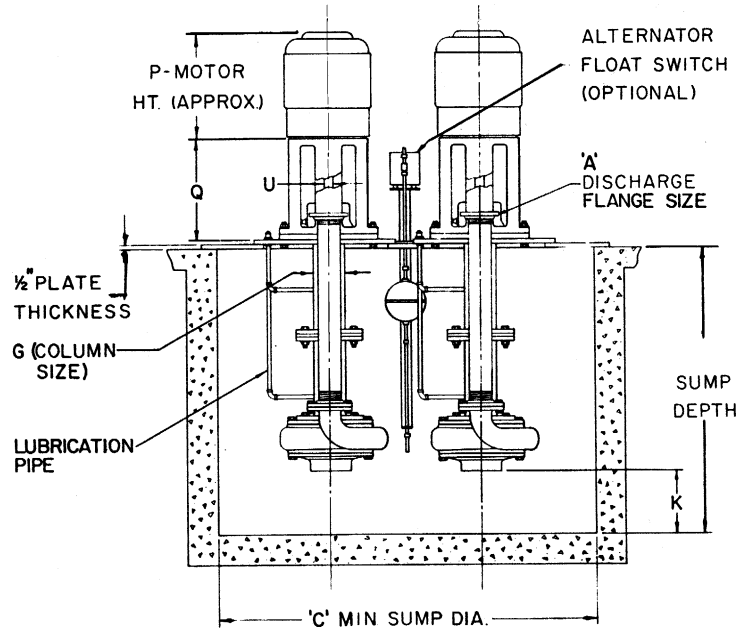 ALTERNATOR
FLOAT SWITCH
(OPTIONAL)
P-MOTOR
HT. (APPROX.)
Q
U
'A'
DISCHARGE
FLANGE SIZE
½" PLATE
THICKNESS
G (COLUMN
SIZE)
SUMP
DEPTH
LUBRICATION
PIPE
K
'C' MIN. SUMP DIA.